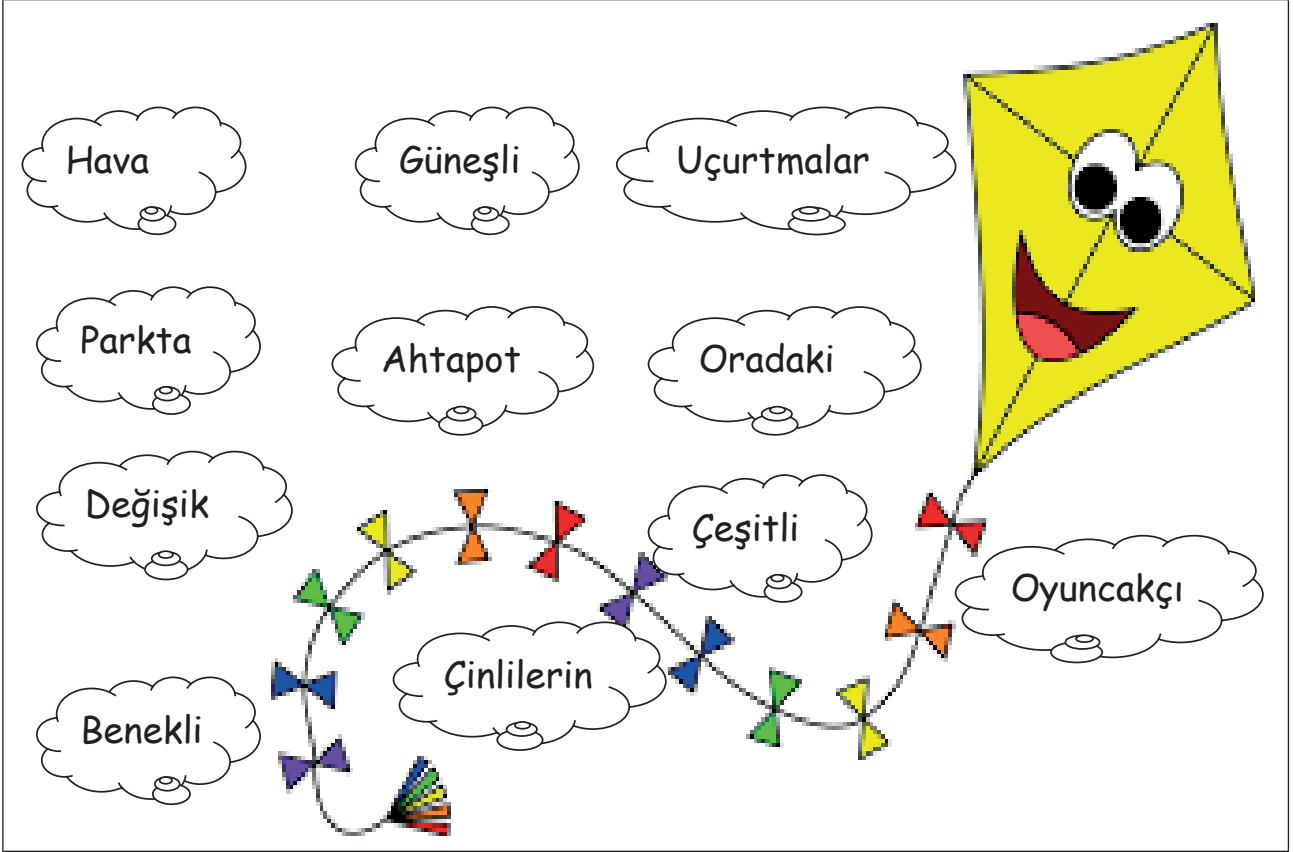 Hava
Güneşli
Uçurtmalar
Parkta
Ahtapot
Oradaki
Değişik
Çeşitli
Oyuncakçı
Çinlilerin
Benekli